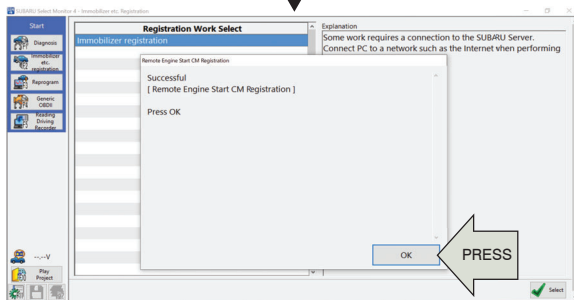 SUBARU Select Monitor 4 - Immobilizer etc. Registration
Start
Diagnosis
Immobilizer
etc.
registration
Reprogram
Generic
OBDII
Reading
Driving
Recorder
--.--V
Play
Project
Registration Work Select
Immobilizer registration
Explanation
Some work requires a connection to the SUBARU Server.
Connect PC to a network such as the Internet when performing
Remote Engine Start CM Registration
Successful
[ Remote Engine Start CM Registration ]
Press OK
OK
PRESS
Select